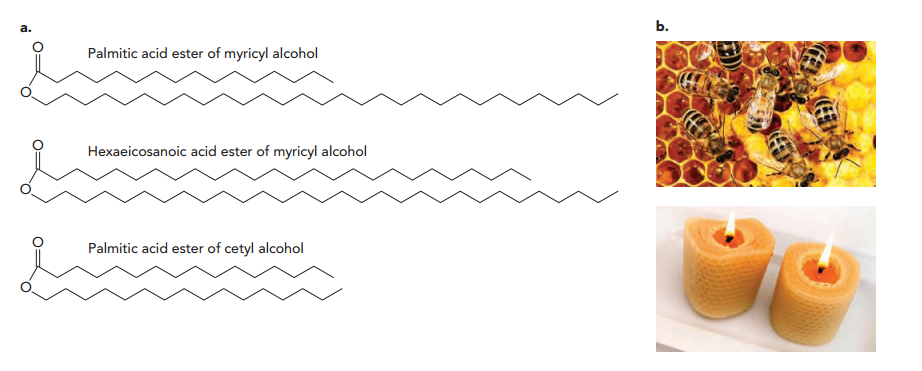 a.
O
Palmitic acid ester of myricyl alcohol
O
O
Hexaeicosanoic acid ester of myricyl alcohol
O
O
Palmitic acid ester of cetyl alcohol
O
b.